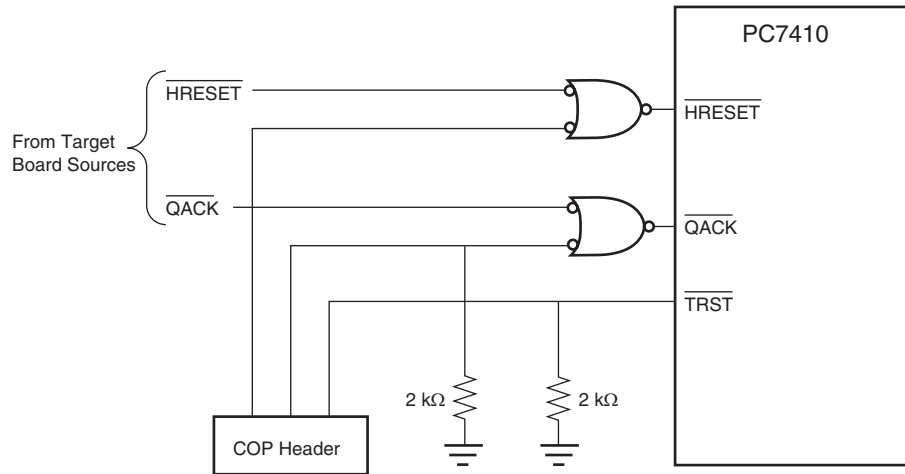 PC7410
HRESET
HRESET
From Target
Board Sources
QACK
QACK
TRST
2 kΩ
2 kΩ
COP Header